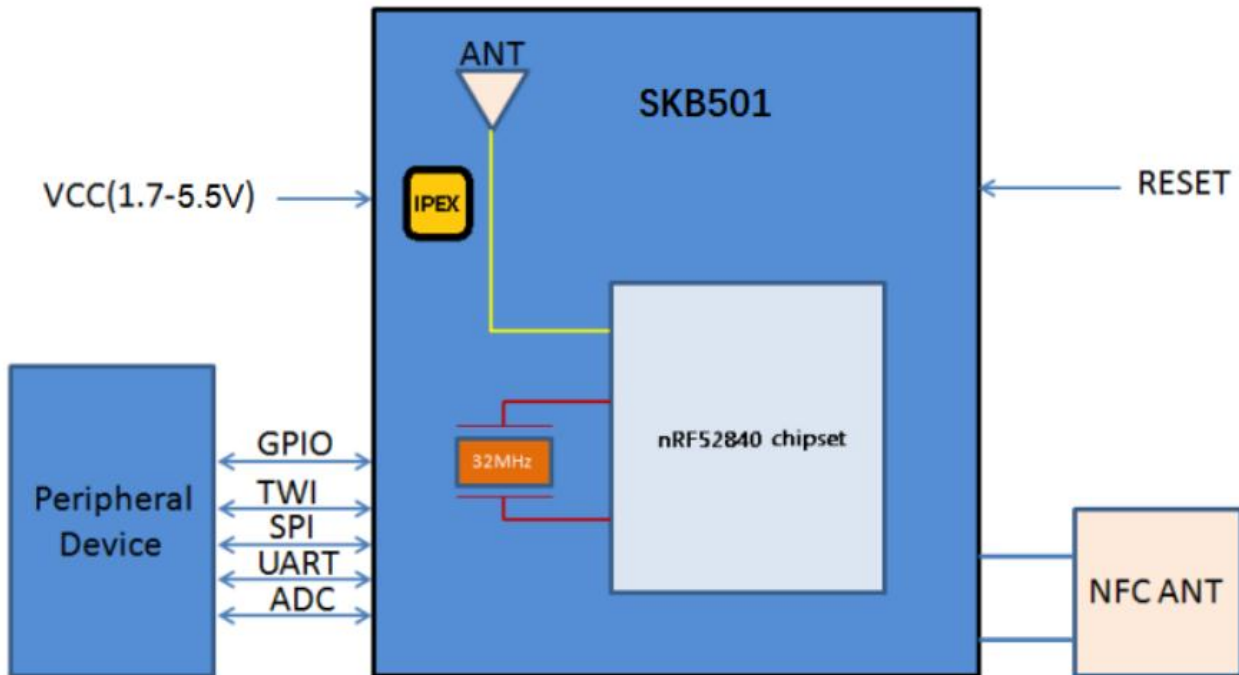 ANT
SKB501
VCC(1.7-5.5V)
IPEX
RESET
nRF52840 chipset
32MHz
GPIO
TWI
SPI
UART
ADC
Peripheral
Device
NFC ANT